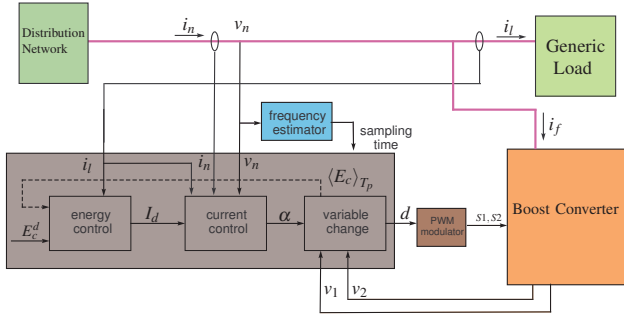 Distribution
Network
i_n
v_n
i_l
Generic
Load
frequency
estimator
sampling
time
i_f
i_l
i_n
v_n
⟨E_c⟩_{T_p}
E_c^d
energy
control
I_d
current
control
α
variable
change
d
PWM
modulator
S1,S2
Boost Converter
v_1
v_2